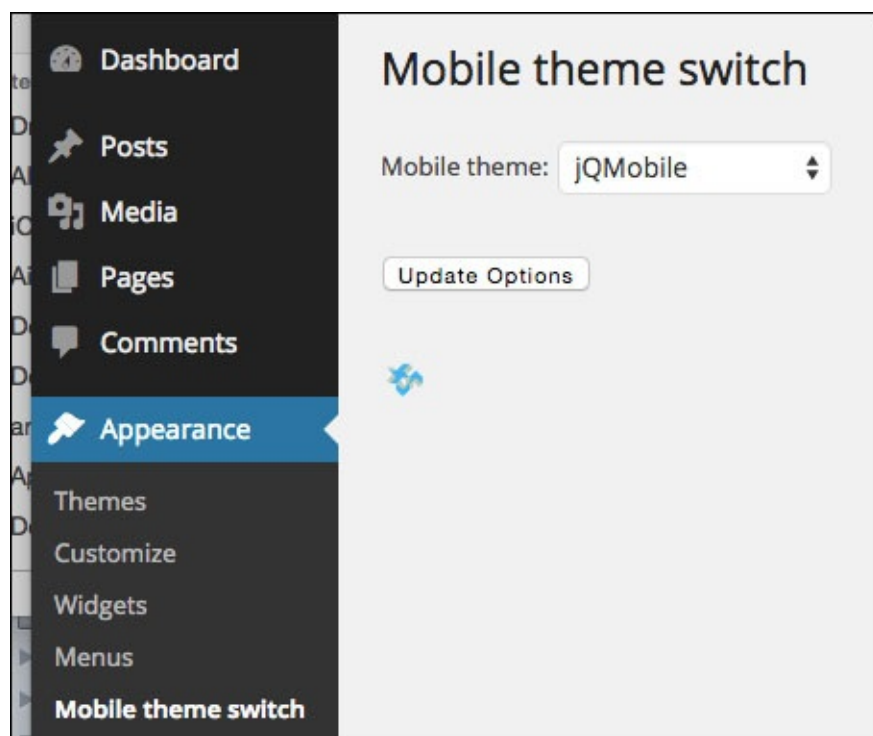 Dashboard
Posts
Media
Pages
Comments
Appearance
Themes
Customize
Widgets
Menus
Mobile theme switch
Mobile theme switch
Mobile theme: jQMobile
Update Options